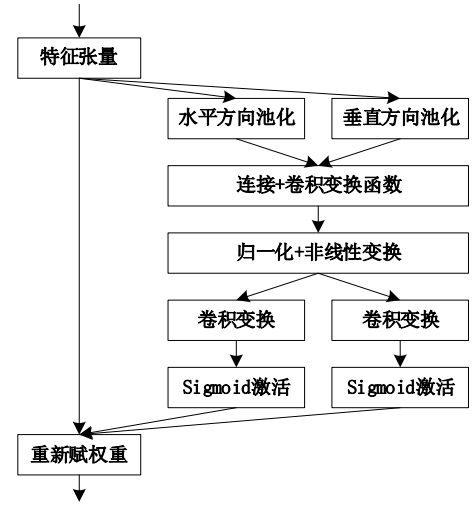 特征张量
水平方向池化
垂直方向池化
连接+卷积变换函数
归一化+非线性变换
卷积变换
卷积变换
Sigmoid激活
Sigmoid激活
重新赋权重